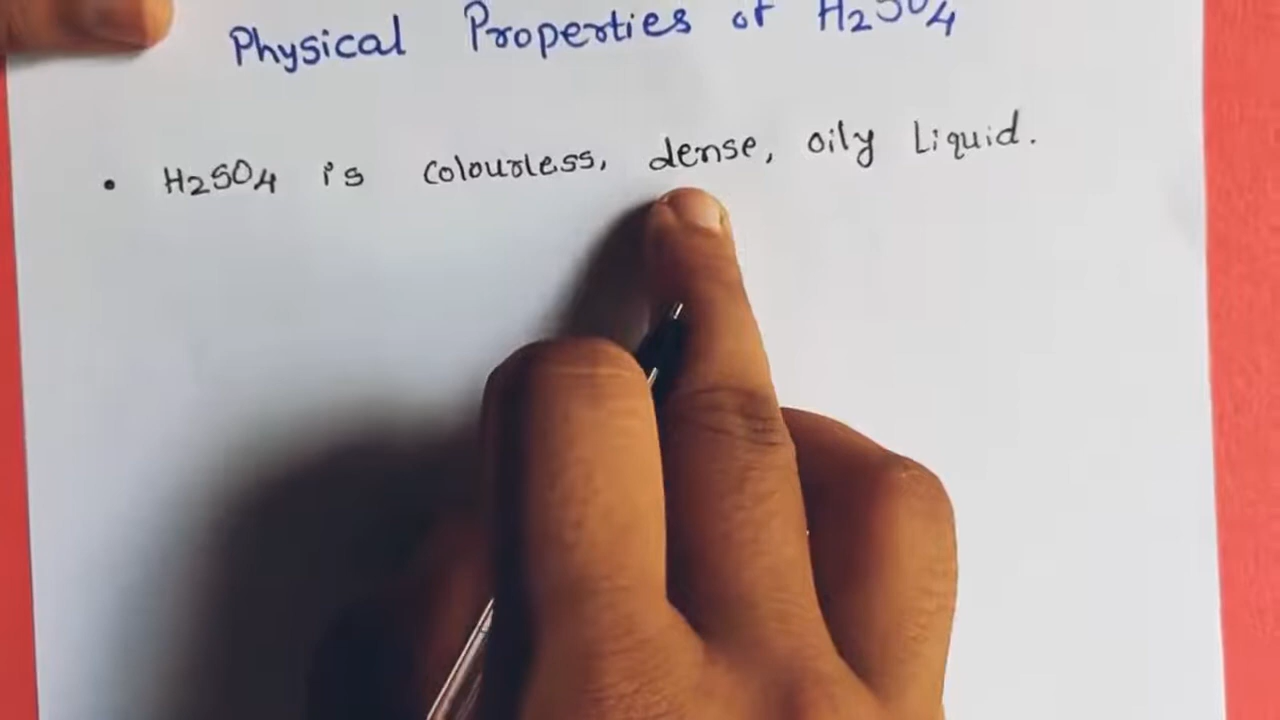 Physical Properties of H2SO4
• H2SO4 is colourless, dense, oily Liquid.